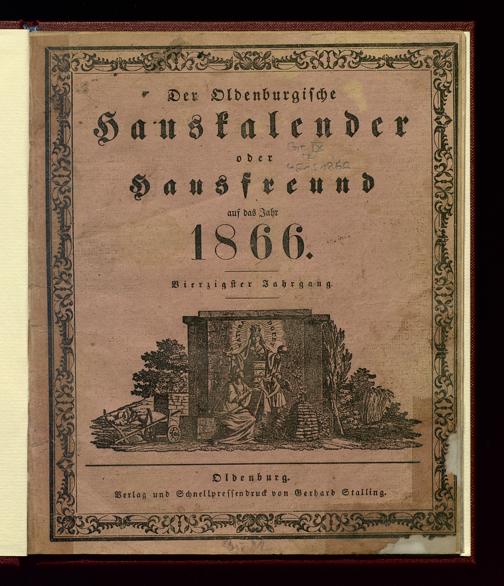 Der Oldenburgische
Hauskalender
oder
Hausfreund
auf das Jahr
1866.
Vierzigster Jahrgang
Oldenburg.
Verlag und Schnellpressendruck von Gerhard Stalling.